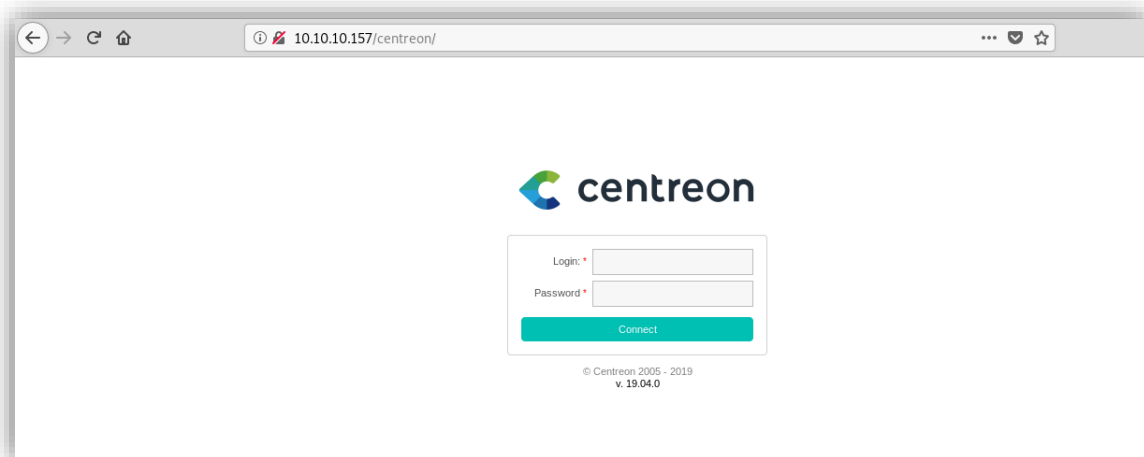 10.10.10.157/centreon/
centreon
Login: *
Password *
Connect
© Centreon 2005 - 2019
v. 19.04.0